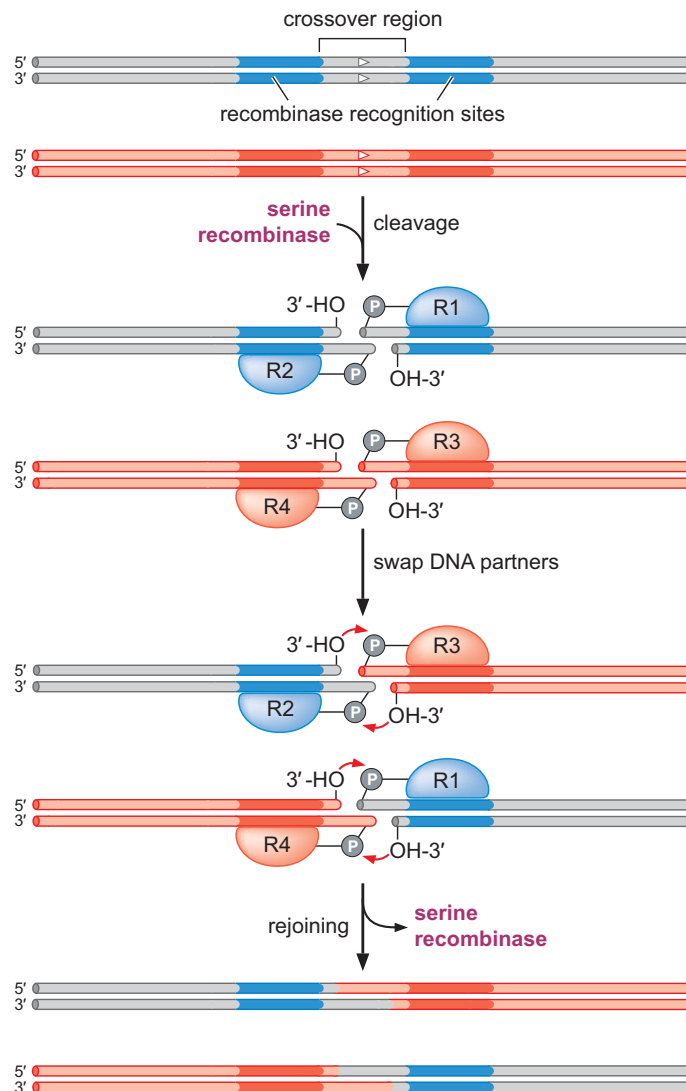 crossover region
5′
3′
recombinase recognition sites
5′
3′
serine
recombinase
cleavage
3′-HO
P
R1
5′
3′
R2
P
OH-3′
3′-HO
P
R3
5′
3′
R4
P
OH-3′
swap DNA partners
3′-HO
P
R3
R2
P
OH-3′
3′-HO
P
R1
5′
3′
R4
P
OH-3′
rejoining
serine
recombinase
5′
3′
5′
3′